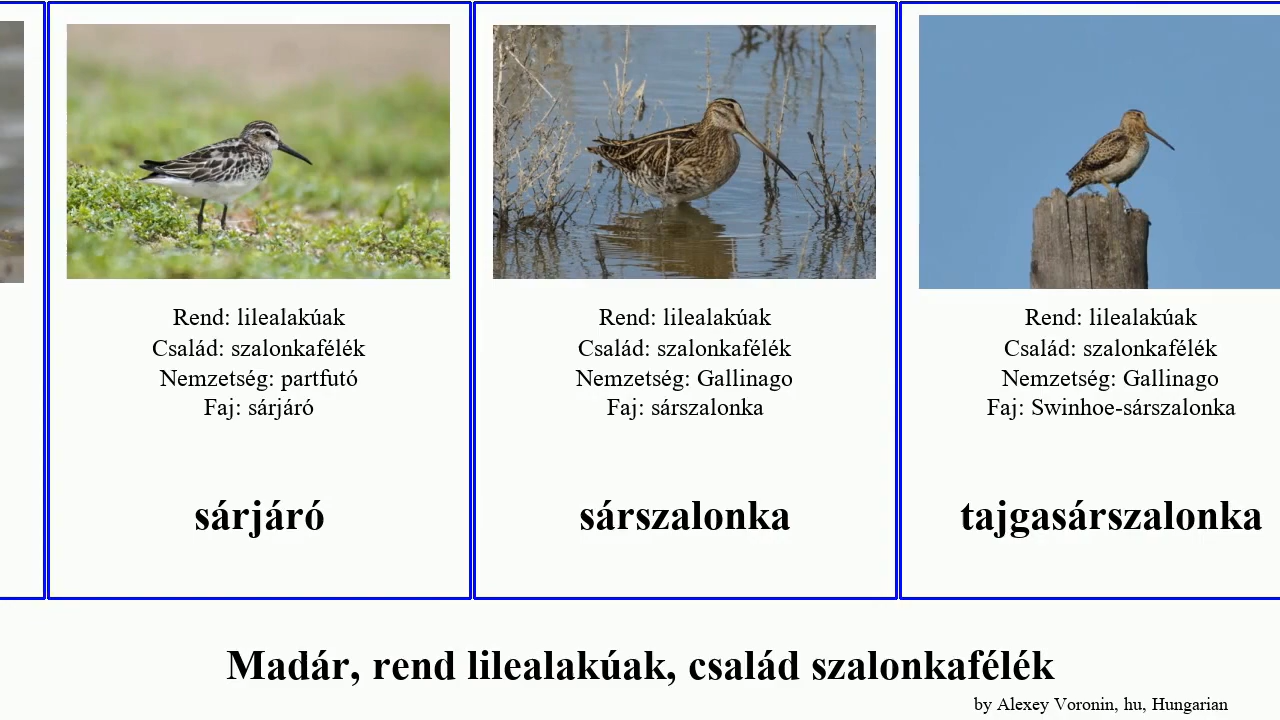 Rend: lilealakúak
Család: szalonkafélék
Nemzetség: partfutó
Faj: sárjáró
sárjáró
Rend: lilealakúak
Család: szalonkafélék
Nemzetség: Gallinago
Faj: sárszalonka
sárszalonka
Rend: lilealakúak
Család: szalonkafélék
Nemzetség: Gallinago
Faj: Swinhoe-sárszalonka
tajgasárszalonka
Madár, rend lilealakúak, család szalonkafélék
by Alexey Voronin, hu, Hungarian